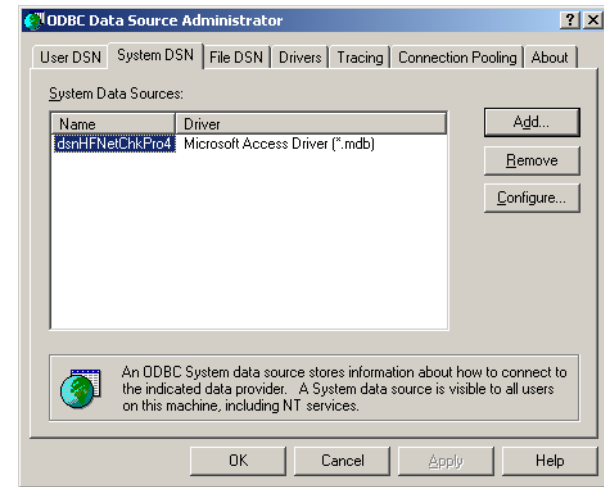 ODBC Data Source Administrator
User DSN System DSN File DSN Drivers Tracing Connection Pooling About
System Data Sources:
Name Driver
dsnHFNetChkPro4 Microsoft Access Driver (*.mdb)
Add...
Remove
Configure...
An ODBC System data source stores information about how to connect to
the indicated data provider. A System data source is visible to all users
on this machine, including NT services.
OK Cancel Apply Help